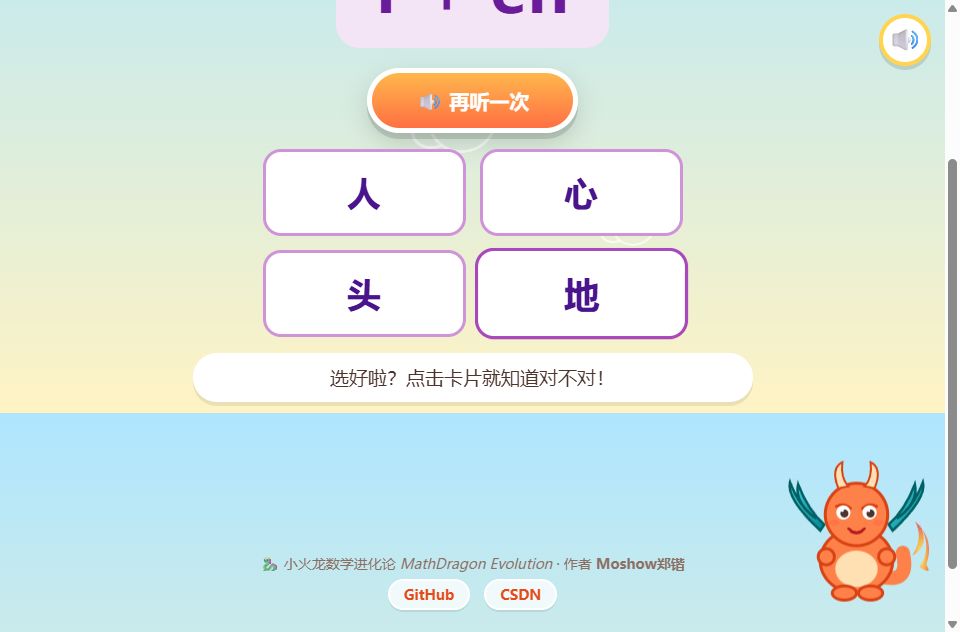 再听一次
人
心
头
地
选好啦？点击卡片就知道对不对！
小火龙数学进化论 MathDragon Evolution · 作者 Moshow郑锴
GitHub
CSDN